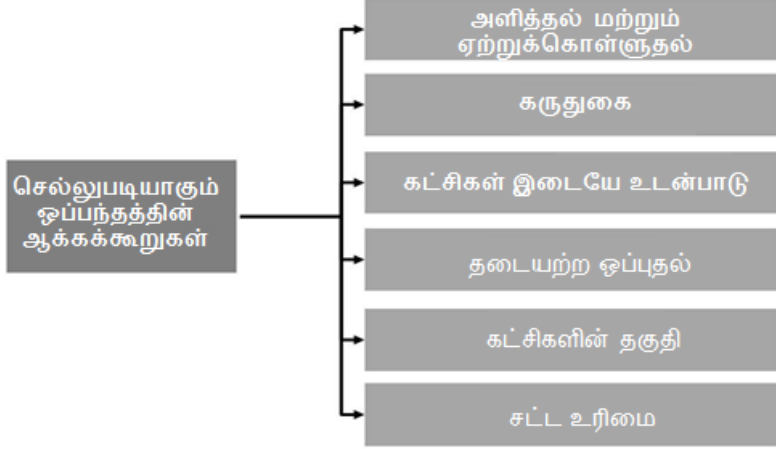 அளித்தல் மற்றும்
ஏற்றுக்கொள்ளுதல்
கருதுகை
கட்சிகள் இடையே உடன்பாடு
செல்லுபடியாகும்
ஒப்பந்தத்தின்
ஆக்கக்கூறுகள்
தடையற்ற ஒப்புதல்
கட்சிகளின் தகுதி
சட்ட உரிமை